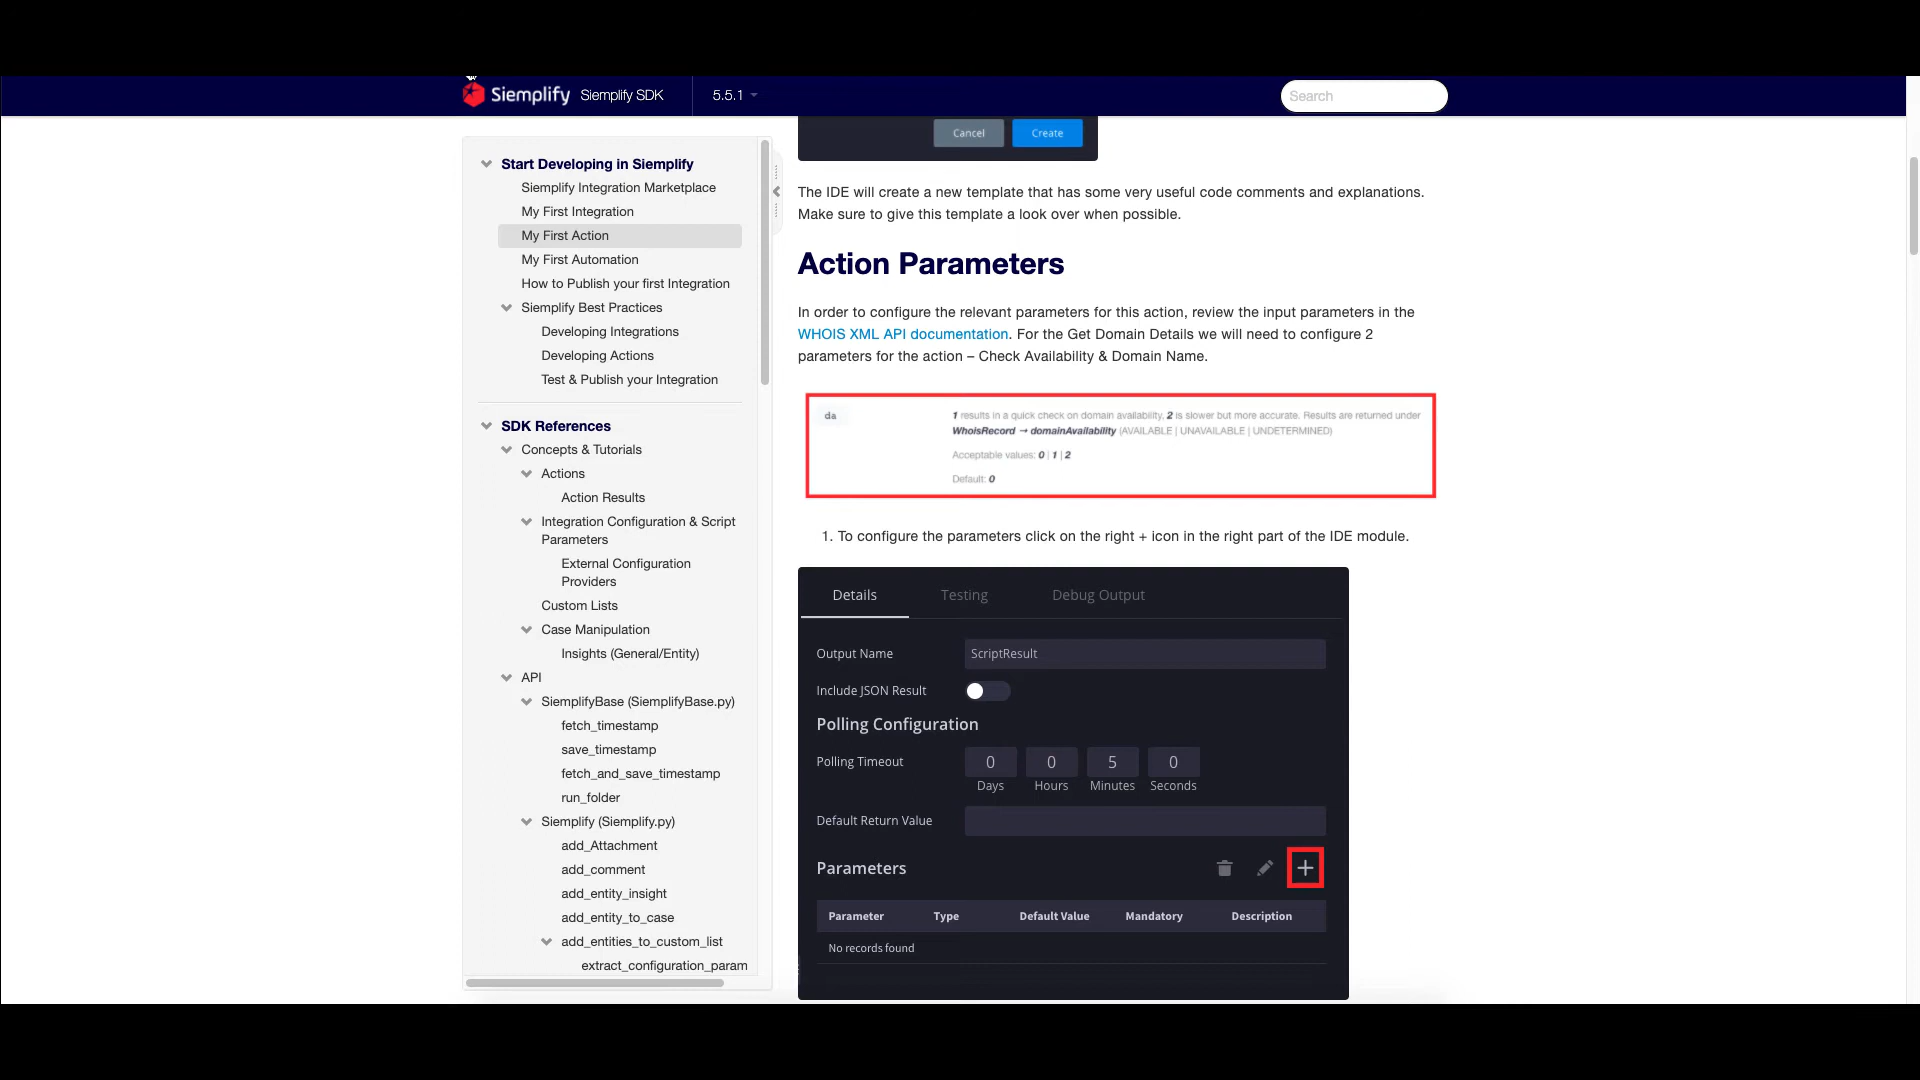 Siemplify Siemplify SDK 5.5.1 Search
Start Developing in Siemplify
Siemplify Integration Marketplace
My First Integration
My First Action
My First Automation
How to Publish your first Integration
Siemplify Best Practices
Developing Integrations
Developing Actions
Test & Publish your Integration
SDK References
Concepts & Tutorials
Actions
Action Results
Integration Configuration & Script
Parameters
External Configuration
Providers
Custom Lists
Case Manipulation
Insights (General/Entity)
API
SiemplifyBase (SiemplifyBase.py)
fetch_timestamp
save_timestamp
fetch_and_save_timestamp
run_folder
Siemplify (Siemplify.py)
add_Attachment
add_comment
add_entity_insight
add_entity_to_case
add_entities_to_custom_list
extract_configuration_param
Cancel Create
The IDE will create a new template that has some very useful code comments and explanations.
Make sure to give this template a look over when possible.
Action Parameters
In order to configure the relevant parameters for this action, review the input parameters in the
WHOIS XML API documentation. For the Get Domain Details we will need to configure 2
parameters for the action – Check Availability & Domain Name.
da 1 results in a quick check on domain availability, 2 is slower but more accurate. Results are returned under
WhoisRecord → domainAvailability (AVAILABLE | UNAVAILABLE | UNDETERMINED)
Acceptable values: 0 | 1 | 2
Default: 0
1. To configure the parameters click on the right + icon in the right part of the IDE module.
Details Testing Debug Output
Output Name ScriptResult
Include JSON Result
Polling Configuration
Polling Timeout 0 0 5 0
Days Hours Minutes Seconds
Default Return Value
Parameters
Parameter Type Default Value Mandatory Description
No records found